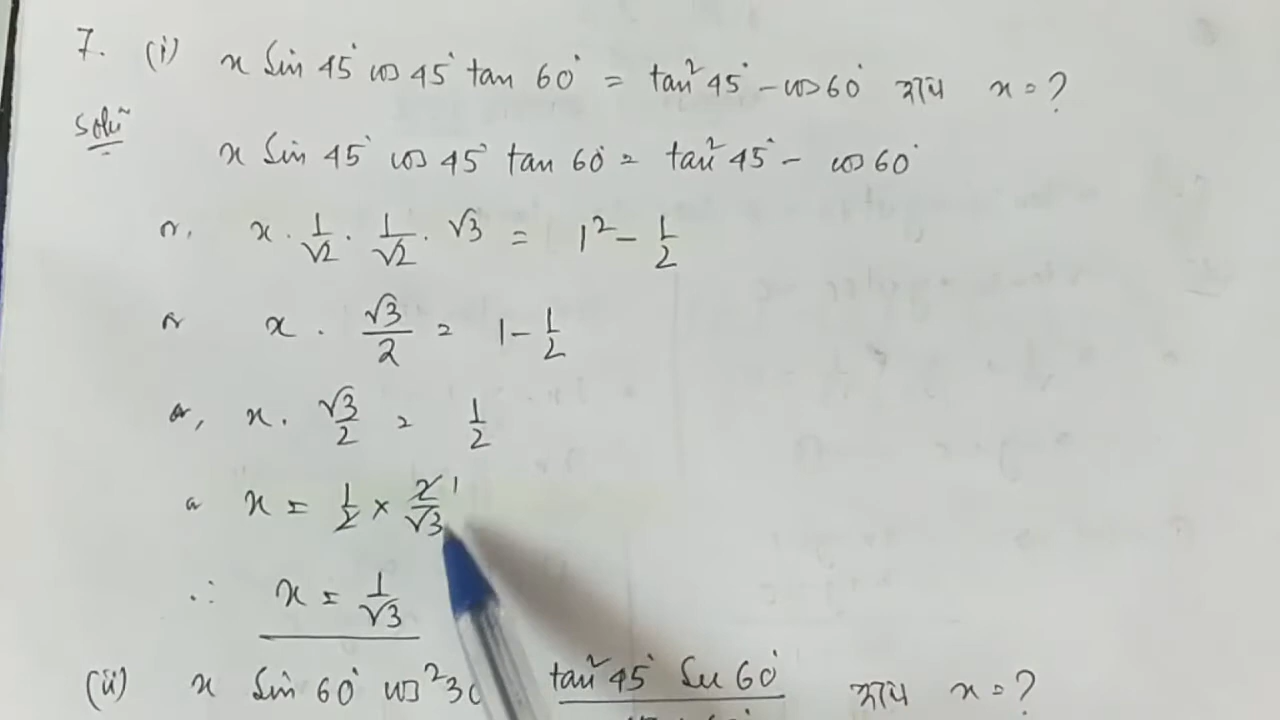 7. (i) x Sin 45° cos 45° tan 60° = tan² 45° - cos 60° হলে x = ?
Soluⁿ
x Sin 45° cos 45° tan 60° = tan² 45° - cos 60°
or, x · 1/√2 · 1/√2 · √3 = 1² - 1/2
or x · √3/2 = 1 - 1/2
or, x · √3/2 = 1/2
or x = 1/2 × 2/√3 1
∴ x = 1/√3
(ii) x Sin 60° cos² 30 tan² 45° Sec 60° x = ?